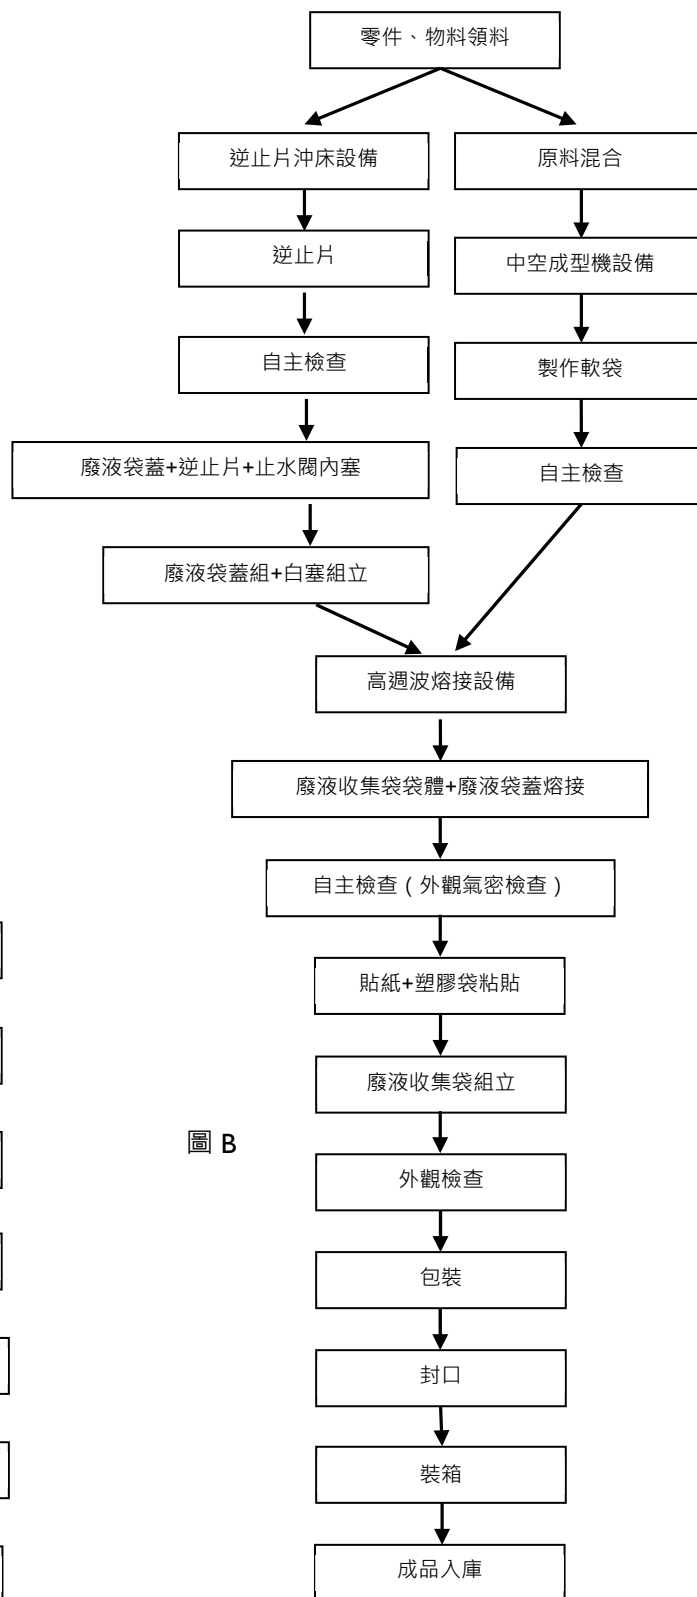 零件、物料領料
逆止片沖床設備
原料混合
逆止片
中空成型機設備
自主檢查
製作軟袋
廢液袋蓋+逆止片+止水閥內塞
自主檢查
廢液袋蓋組+白塞組立
高週波熔接設備
廢液收集袋袋體+廢液袋蓋熔接
自主檢查(外觀氣密檢查)
貼紙+塑膠袋粘貼
廢液收集袋組立
圖 B
外觀檢查
包裝
封口
裝箱
成品入庫